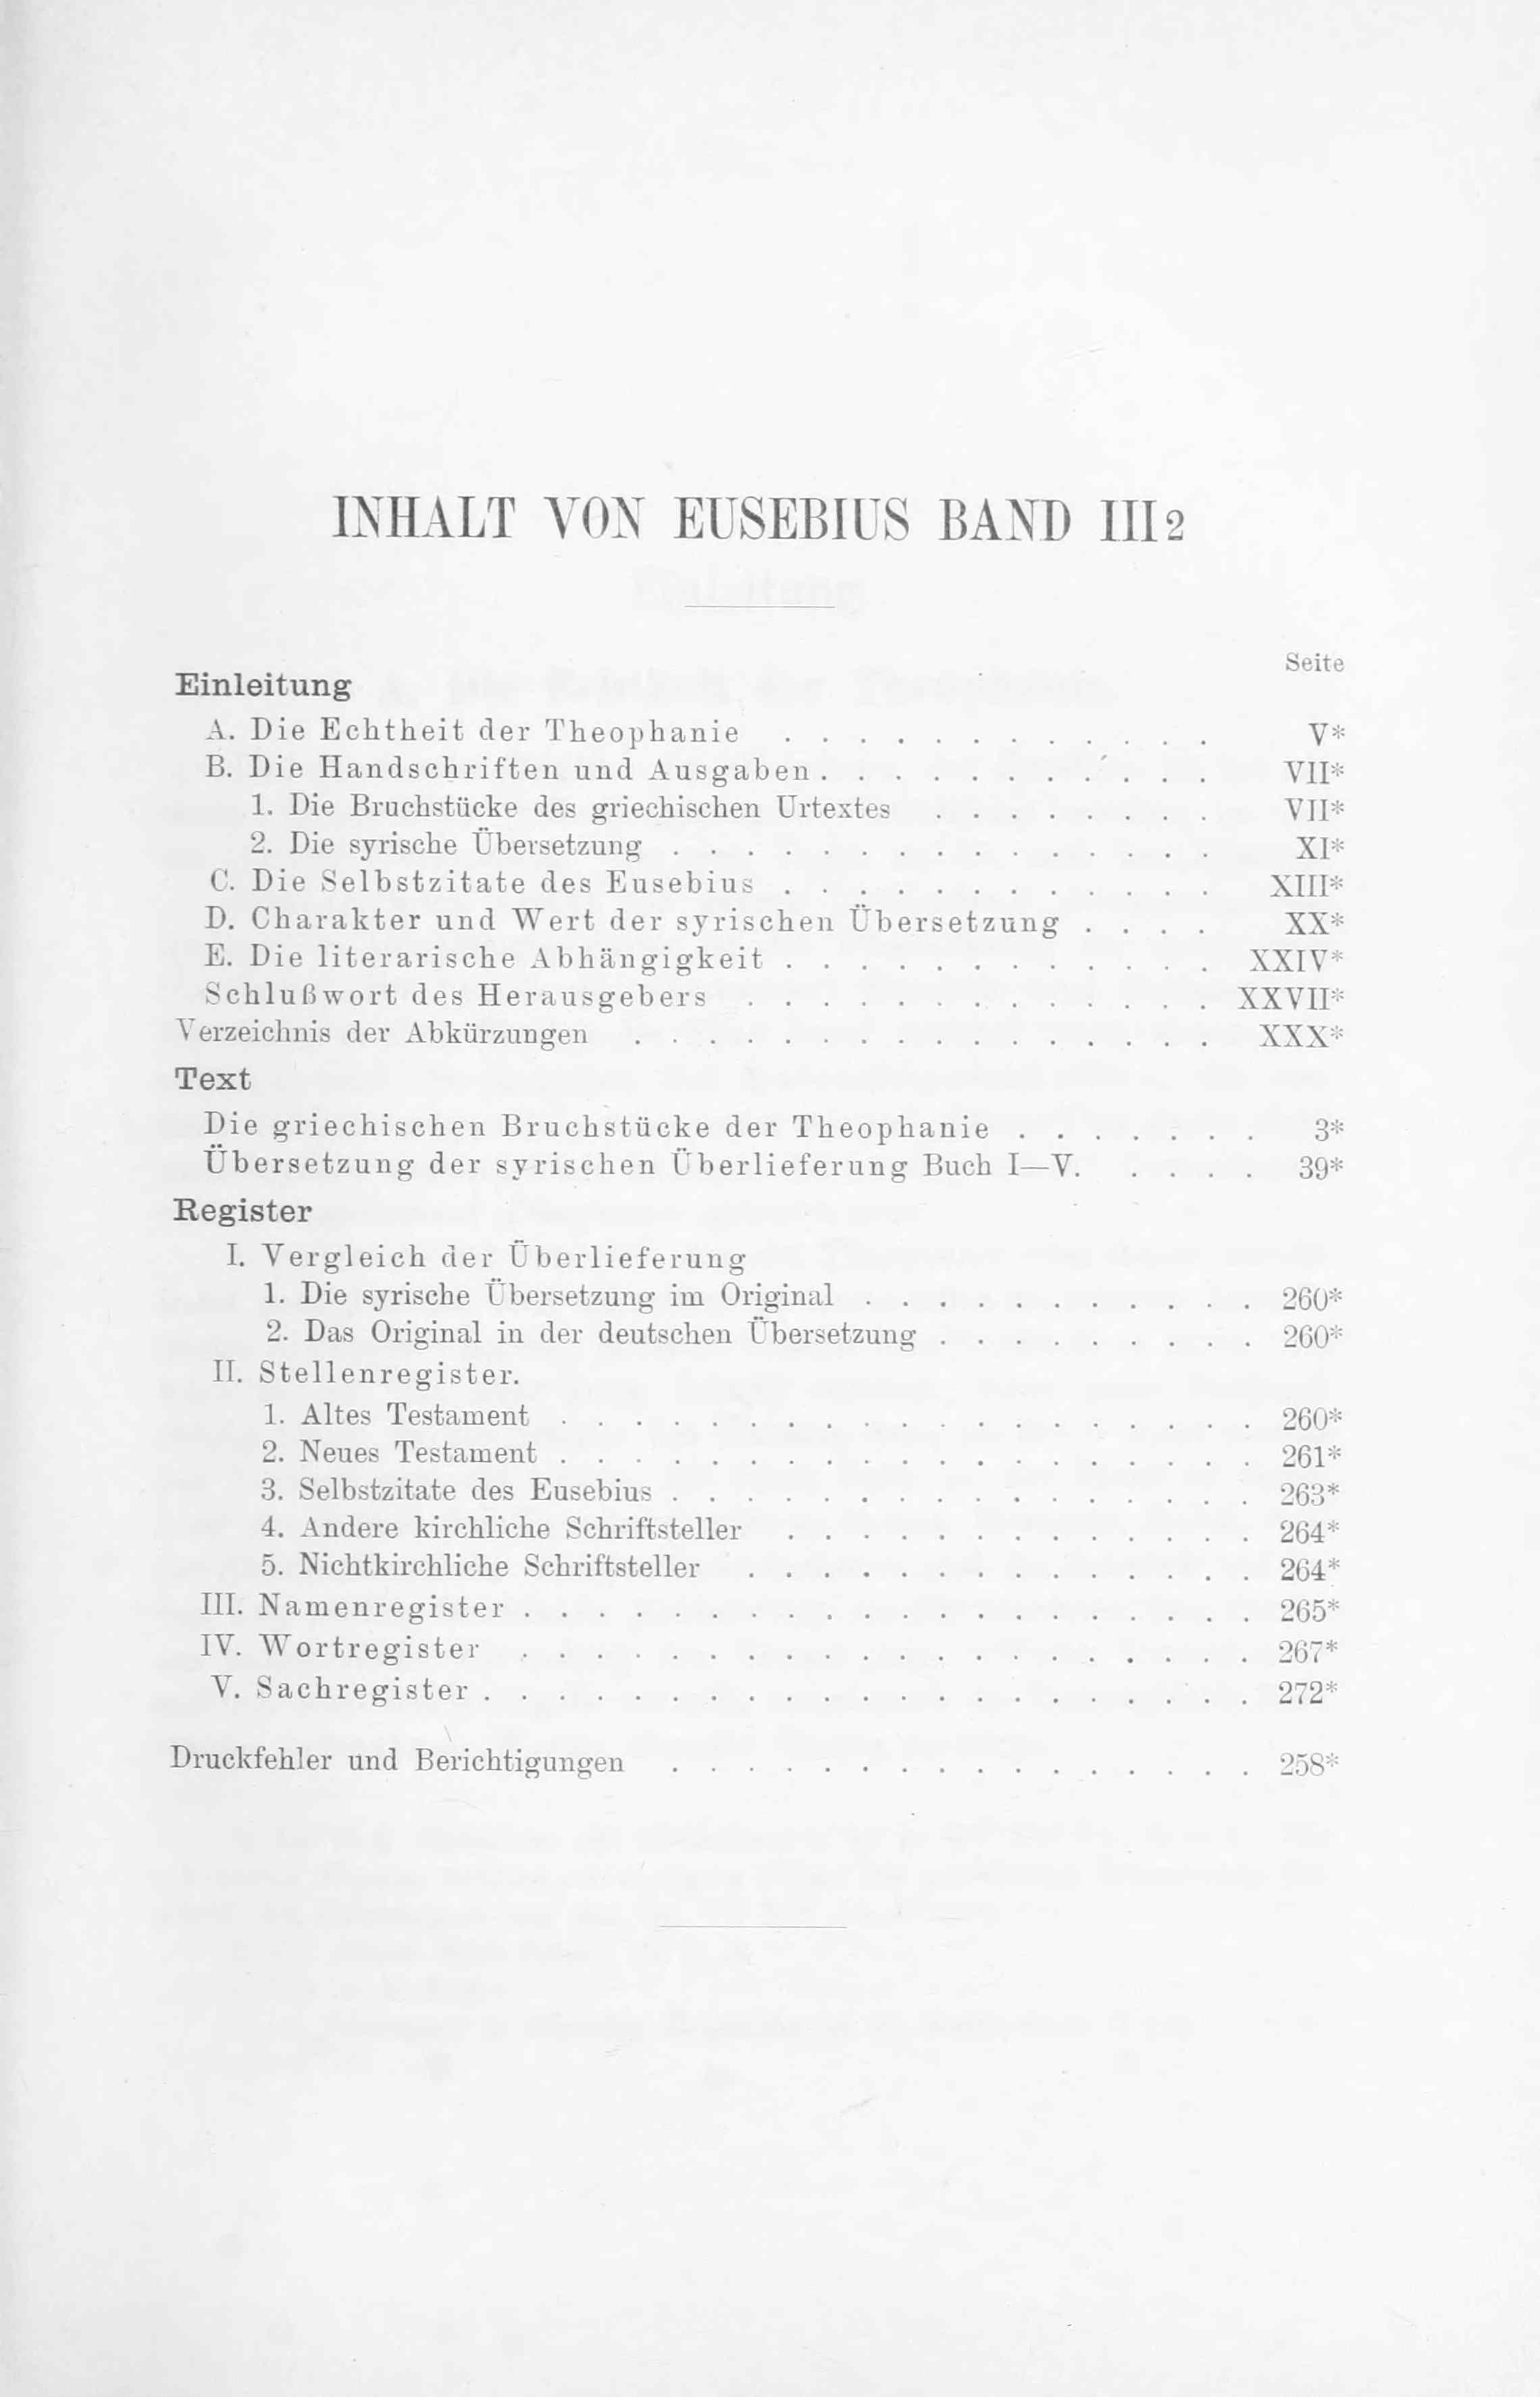 INHALT VON EUSEBIUS BAND III2
Seite
Einleitung
A. Die Echtheit der Theophanie . . . . . . . . . . . . V*
B. Die Handschriften und Ausgaben . . . . . . . . . . . VII*
1. Die Bruchstücke des griechischen Urtextes . . . . . . . . VII*
2. Die syrische Übersetzung . . . . . . . . . . . . . . . XI*
C. Die Selbstzitate des Eusebius . . . . . . . . . . . . XIII*
D. Charakter und Wert der syrischen Übersetzung . . . . XX*
E. Die literarische Abhängigkeit . . . . . . . . . . . . XXIV*
Schlußwort des Herausgebers . . . . . . . . . . . . . XXVII*
Verzeichnis der Abkürzungen . . . . . . . . . . . . . . . . XXX*
Text
Die griechischen Bruchstücke der Theophanie . . . . . . . 3*
Übersetzung der syrischen Überlieferung Buch I—V. . . . . 39*
Register
I. Vergleich der Überlieferung
1. Die syrische Übersetzung im Original . . . . . . . . . . . 260*
2. Das Original in der deutschen Übersetzung . . . . . . . . . 260*
II. Stellenregister.
1. Altes Testament . . . . . . . . . . . . . . . . . . . 260*
2. Neues Testament . . . . . . . . . . . . . . . . . . . 261*
3. Selbstzitate des Eusebius . . . . . . . . . . . . . . . . 263*
4. Andere kirchliche Schriftsteller . . . . . . . . . . . . . 264*
5. Nichtkirchliche Schriftsteller . . . . . . . . . . . . . . 264*
III. Namenregister . . . . . . . . . . . . . . . . . . . . 265*
IV. Wortregister . . . . . . . . . . . . . . . . . . . . 267*
V. Sachregister . . . . . . . . . . . . . . . . . . . . . 272*
Druckfehler und Berichtigungen . . . . . . . . . . . . . . . . 258*